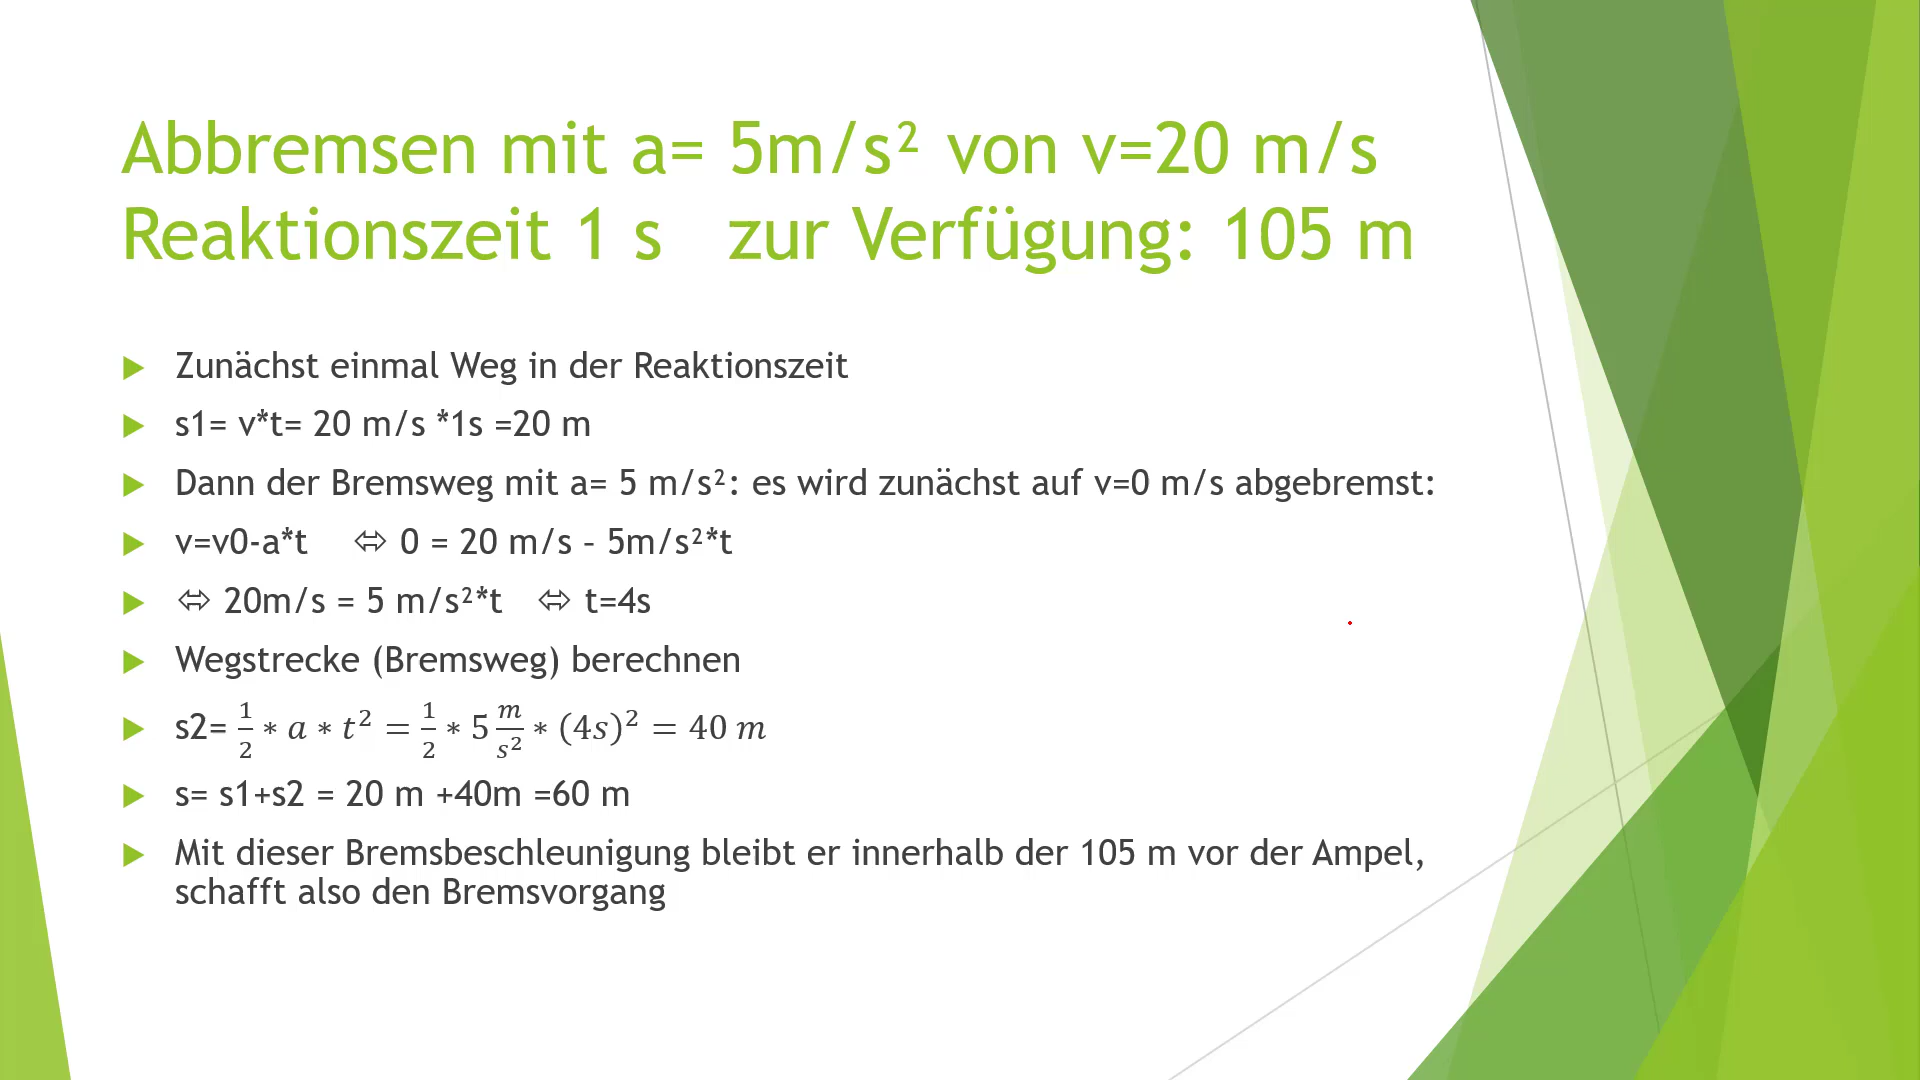 Abbremsen mit a= 5m/s² von v=20 m/s
Reaktionszeit 1 s zur Verfügung: 105 m
Zunächst einmal Weg in der Reaktionszeit
s1= v*t= 20 m/s *1s =20 m
Dann der Bremsweg mit a= 5 m/s²: es wird zunächst auf v=0 m/s abgebremst:
v=v0-a*t ⬄ 0 = 20 m/s – 5m/s²*t
⬄ 20m/s = 5 m/s²*t ⬄ t=4s
Wegstrecke (Bremsweg) berechnen
s2= 1/2 * a * t² = 1/2 * 5 m/s² * (4s)² = 40 m
s= s1+s2 = 20 m +40m =60 m
Mit dieser Bremsbeschleunigung bleibt er innerhalb der 105 m vor der Ampel,
schafft also den Bremsvorgang